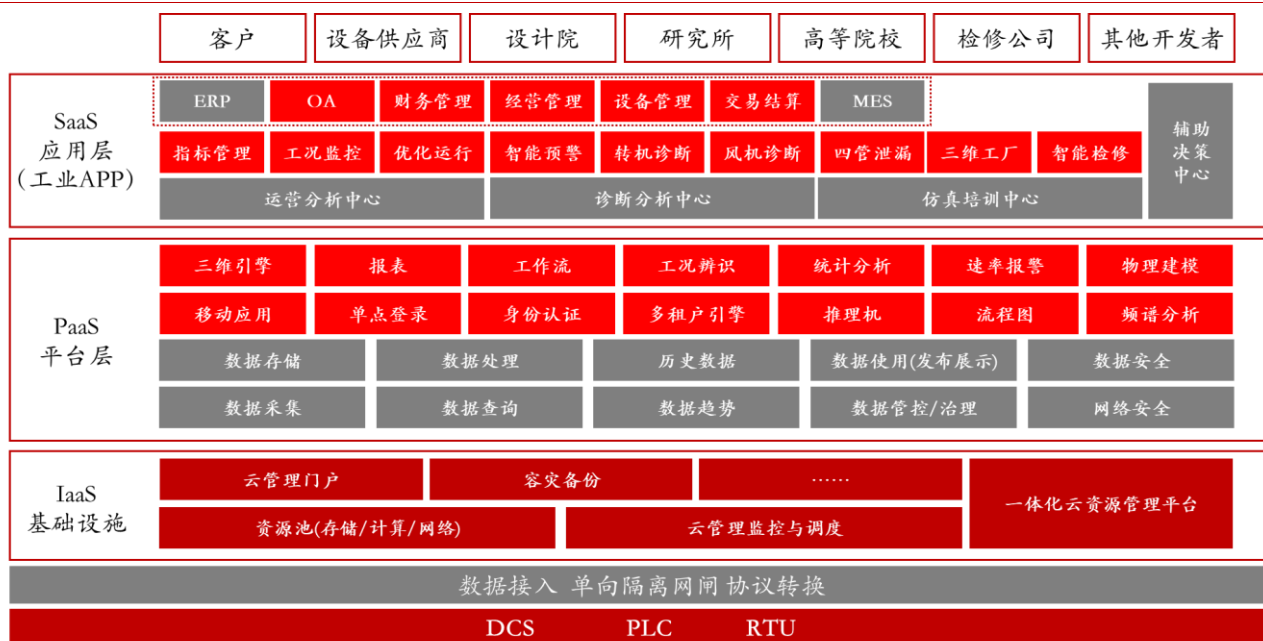 客户 设备供应商 设计院 研究所 高等院校 检修公司 其他开发者
SaaS
应用层
(工业APP)
ERP OA 财务管理 经营管理 设备管理 交易结算 MES
指标管理 工况监控 优化运行 智能预警 转机诊断 风机诊断 四管泄漏 三维工厂 智能检修
运营分析中心 诊断分析中心 仿真培训中心
辅助
决策
中心
PaaS
平台层
三维引擎 报表 工作流 工况辨识 统计分析 速率报警 物理建模
移动应用 单点登录 身份认证 多租户引擎 推理机 流程图 频谱分析
数据存储 数据处理 历史数据 数据使用(发布展示) 数据安全
数据采集 数据查询 数据趋势 数据管控/治理 网络安全
IaaS
基础设施
云管理门户 容灾备份 ……
资源池(存储/计算/网络) 云管理监控与调度
一体化云资源管理平台
数据接入 单向隔离网闸 协议转换
DCS PLC RTU